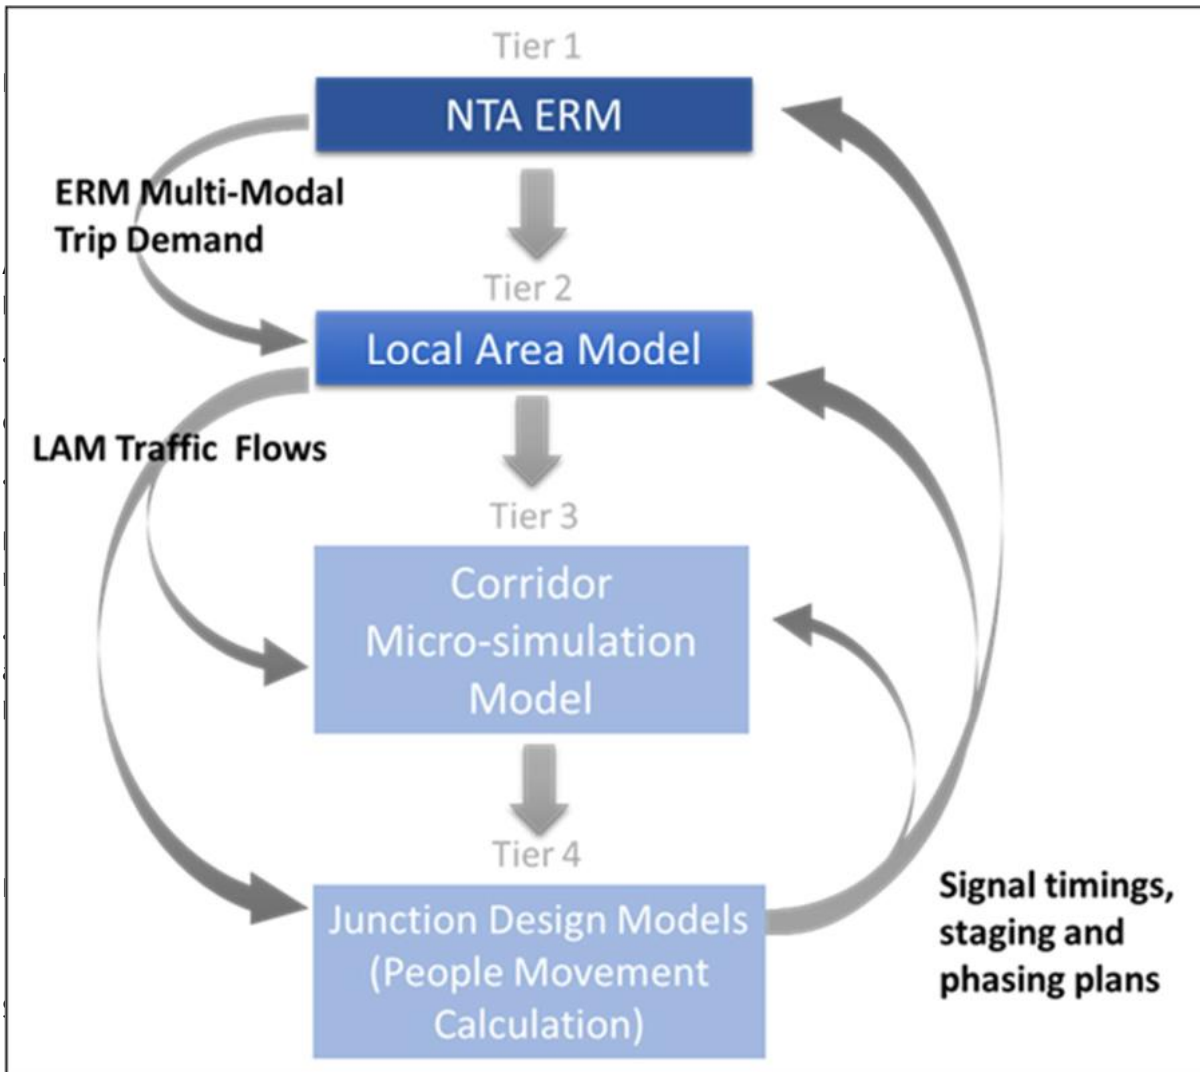 Tier 1
NTA ERM
ERM Multi-Modal
Trip Demand
Tier 2
Local Area Model
LAM Traffic  Flows
Tier 3
Corridor
Micro-simulation
Model
Tier 4
Junction Design Models
(People Movement
Calculation)
Signal timings,
staging and
phasing plans